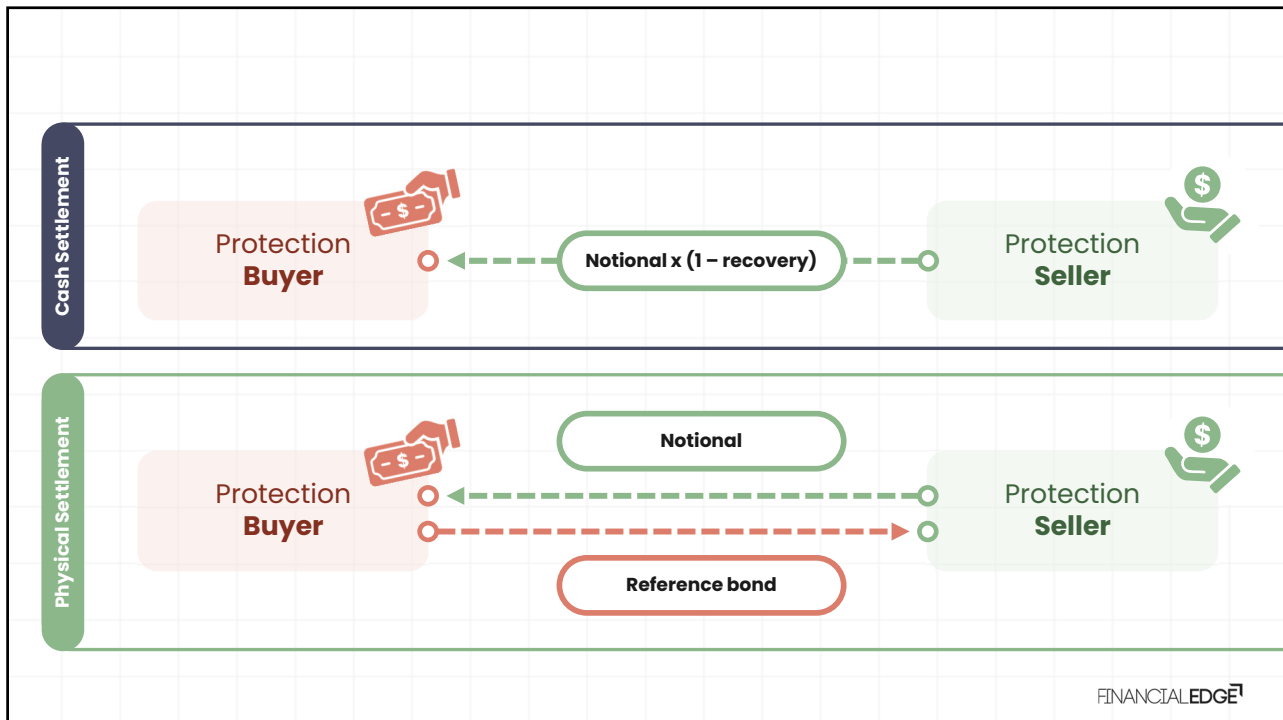 Cash Settlement
Protection
Buyer
$
Notional x (1 – recovery)
Protection
Seller
$
Physical Settlement
Protection
Buyer
$
Notional
Reference bond
Protection
Seller
$
FINANCIALEDGE